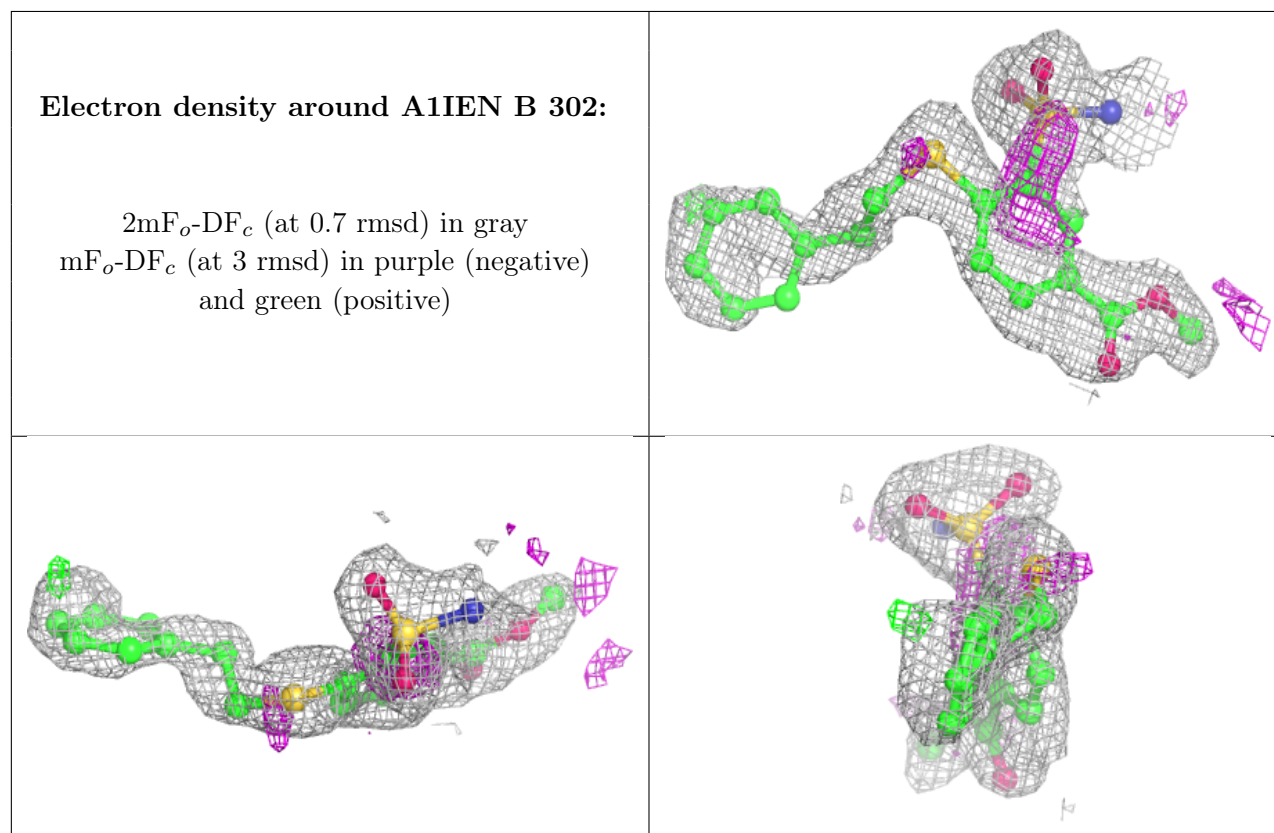 Electron density around A1IEN B 302:
2mFₒ-DF𝒸 (at 0.7 rmsd) in gray
mFₒ-DF𝒸 (at 3 rmsd) in purple (negative)
and green (positive)